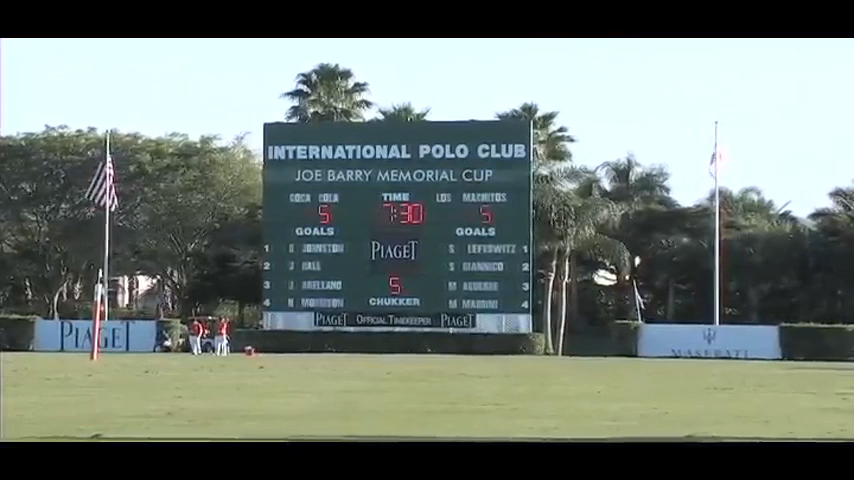 INTERNATIONAL POLO CLUB
JOE BARRY MEMORIAL CUP
COCA COLA TIME LOS MACHITOS
5 7:30 5
GOALS GOALS
1 JOHNSTON PIAGET S LEFKOWITZ 1
2 J HALL S GIANNICO 2
3 J ARELLANO 5 M AGUERRE 3
4 N MORRISON CHUKKER M MAGRINI 4
PIAGET OFFICIAL TIMEKEEPER PIAGET
PIAGET
MASERATI